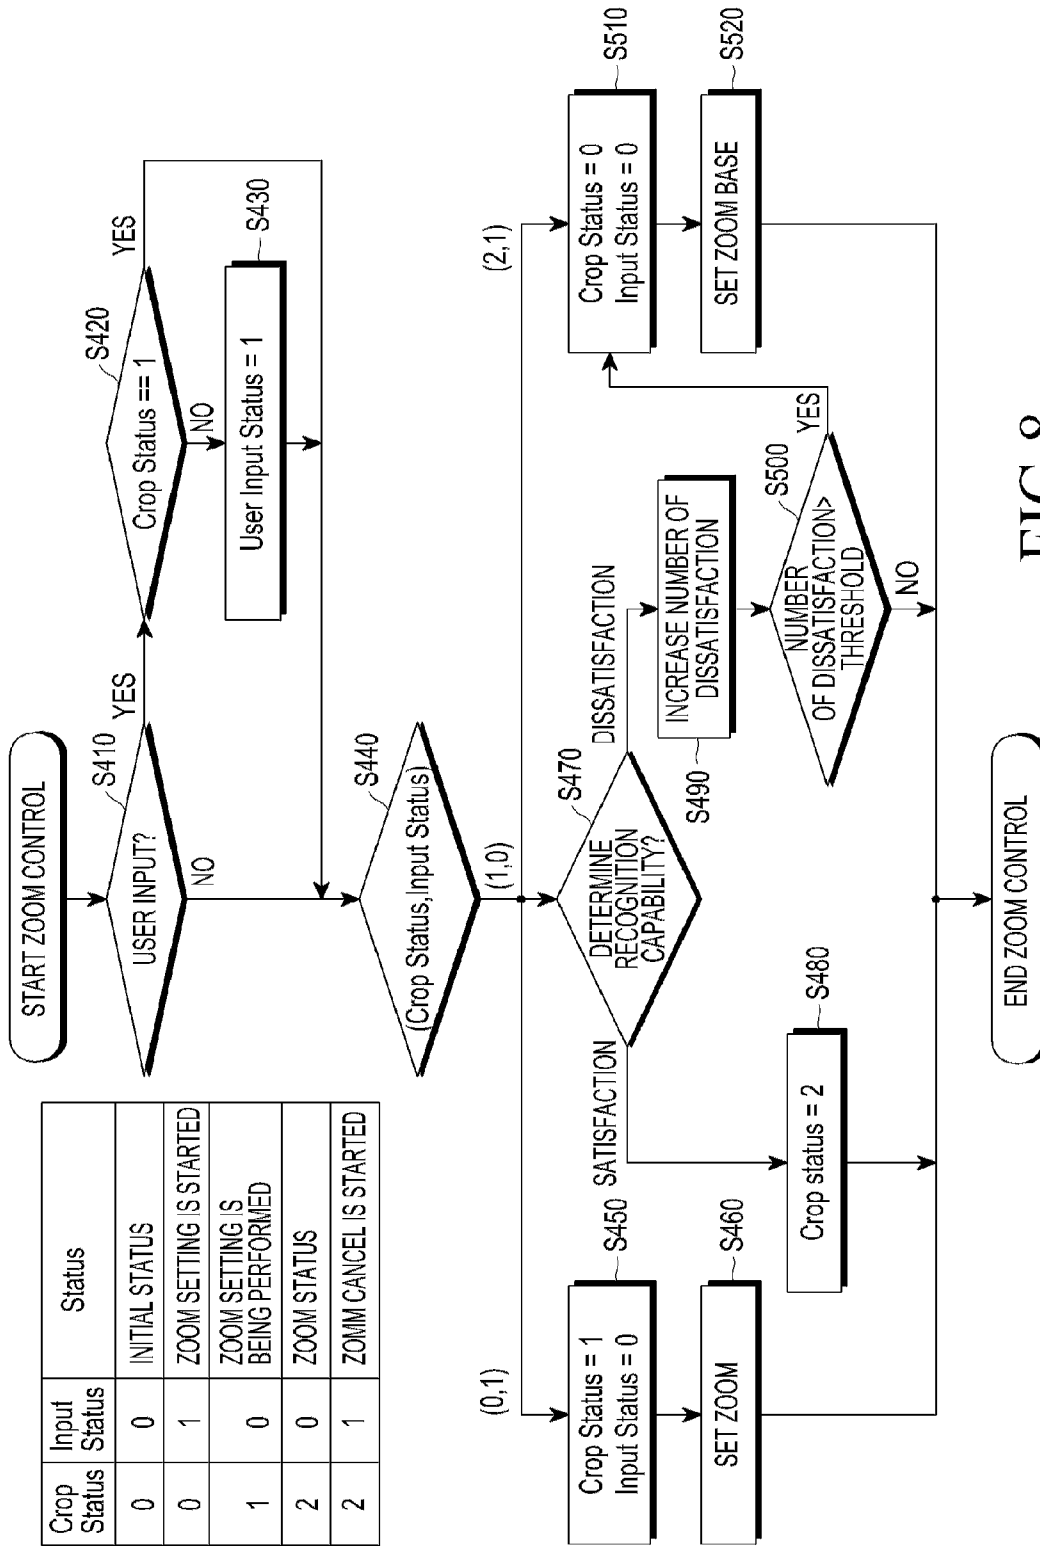 Crop
Status
Input
Status
Status
0
0
INITIAL STATUS
0
1
ZOOM SETTING IS STARTED
1
0
ZOOM SETTING IS
BEING PERFORMED
2
0
ZOOM STATUS
2
1
ZOMM CANCEL IS STARTED
START ZOOM CONTROL
S410
USER INPUT?
YES
NO
S420
Crop Status == 1
YES
NO
S430
User Input Status = 1
S440
(Crop Status,Input Status)
(0,1)
(1,0)
(2,1)
S450
Crop Status = 1
Input Status = 0
S460
SET ZOOM
S470
DETERMINE
RECOGNITION
CAPABILITY?
SATISFACTION
DISSATISFACTION
S480
Crop status = 2
S490
INCREASE NUMBER OF
DISSATISFACTION
S500
NUMBER
OF DISSATISFACTION>
THRESHOLD
YES
NO
S510
Crop Status = 0
Input Status = 0
S520
SET ZOOM BASE
END ZOOM CONTROL